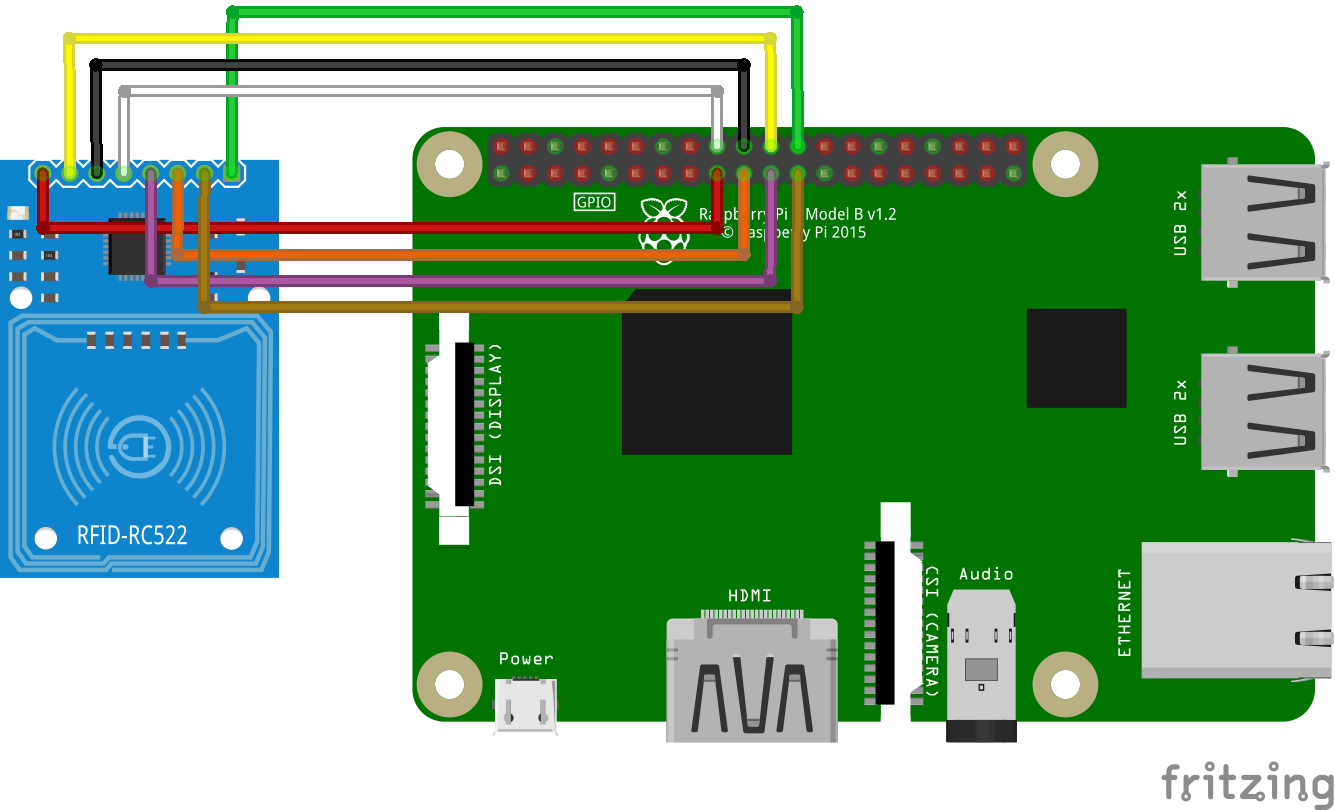 GPIO
Raspberry Pi Model B v1.2
© Raspberry Pi 2015
USB 2x
DSI (DISPLAY)
USB 2x
RFID-RC522
HDMI
CSI (CAMERA)
Audio
ETHERNET
Power
fritzing